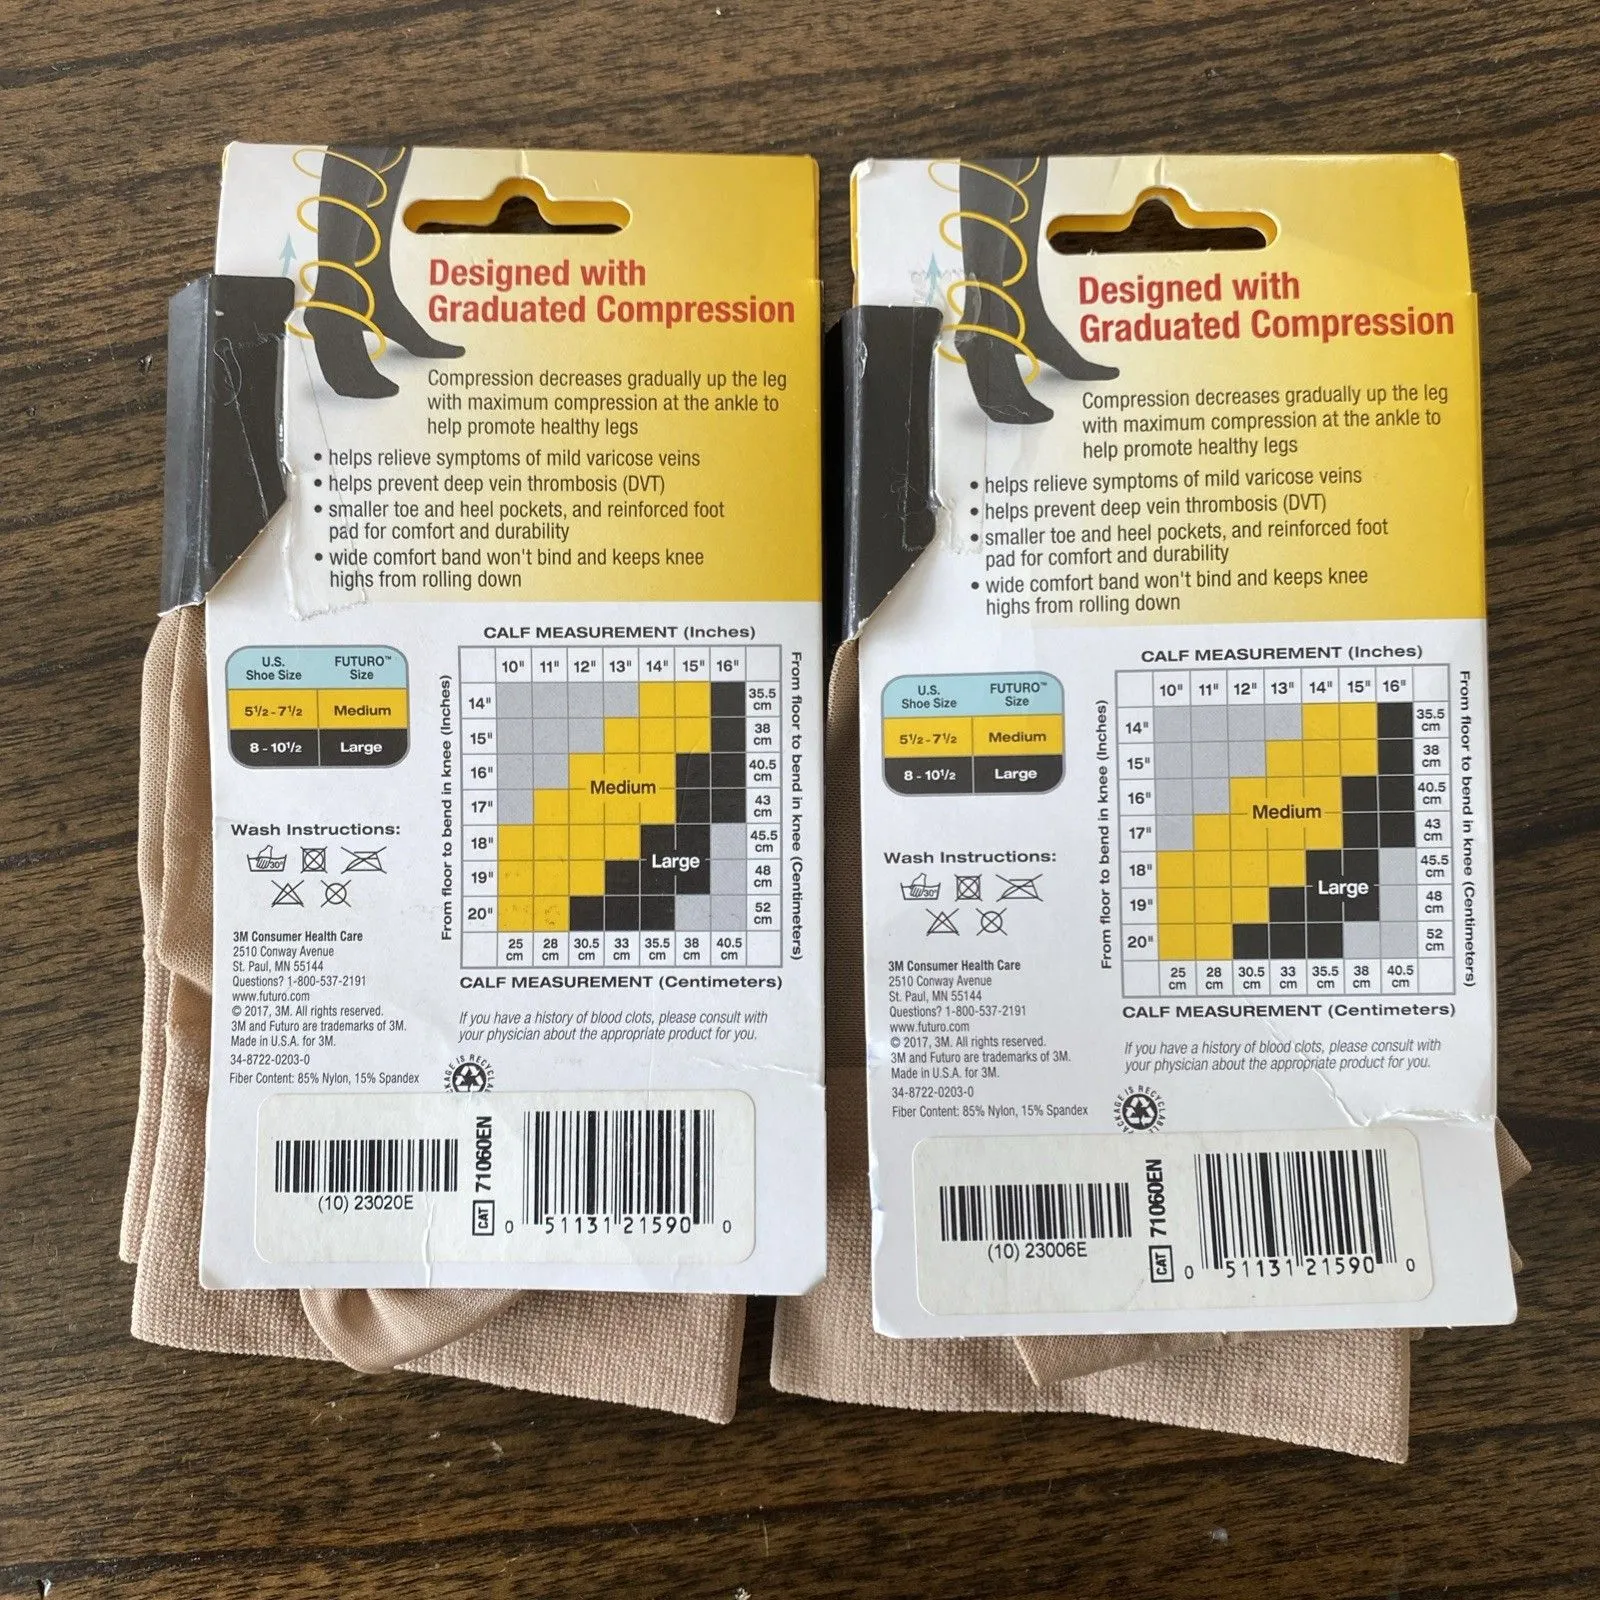 Designed with
Graduated Compression
Compression decreases gradually up the leg
with maximum compression at the ankle to
help promote healthy legs
• helps relieve symptoms of mild varicose veins
• helps prevent deep vein thrombosis (DVT)
• smaller toe and heel pockets, and reinforced foot
pad for comfort and durability
• wide comfort band won't bind and keeps knee
highs from rolling down
U.S. Shoe Size FUTURO™ Size
5½ - 7½ Medium
8 - 10½ Large
Wash Instructions:
30°
3M Consumer Health Care
2510 Conway Avenue
St. Paul, MN 55144
Questions? 1-800-537-2191
www.futuro.com
© 2017, 3M. All rights reserved.
3M and Futuro are trademarks of 3M.
Made in U.S.A. for 3M.
34-8722-0203-0
Fiber Content: 85% Nylon, 15% Spandex
CALF MEASUREMENT (Inches)
10" 11" 12" 13" 14" 15" 16"
From floor to bend in knee (Inches)
14" 35.5 cm
15" 38 cm
16" 40.5 cm
Medium
17" 43 cm
18" 45.5 cm
Large
19" 48 cm
20" 52 cm
From floor to bend in knee (Centimeters)
25 cm 28 cm 30.5 cm 33 cm 35.5 cm 38 cm 40.5 cm
CALF MEASUREMENT (Centimeters)
If you have a history of blood clots, please consult with
your physician about the appropriate product for you.
KAGE IS RECYCLA
(10) 23020E
CAT 71060EN
0 51131 21590 0
Designed with
Graduated Compression
Compression decreases gradually up the leg
with maximum compression at the ankle to
help promote healthy legs
• helps relieve symptoms of mild varicose veins
• helps prevent deep vein thrombosis (DVT)
• smaller toe and heel pockets, and reinforced foot
pad for comfort and durability
• wide comfort band won't bind and keeps knee
highs from rolling down
U.S. Shoe Size FUTURO™ Size
5½ - 7½ Medium
8 - 10½ Large
Wash Instructions:
30°
3M Consumer Health Care
2510 Conway Avenue
St. Paul, MN 55144
Questions? 1-800-537-2191
www.futuro.com
© 2017, 3M. All rights reserved.
3M and Futuro are trademarks of 3M.
Made in U.S.A. for 3M.
34-8722-0203-0
Fiber Content: 85% Nylon, 15% Spandex
CALF MEASUREMENT (Inches)
10" 11" 12" 13" 14" 15" 16"
From floor to bend in knee (Inches)
14" 35.5 cm
15" 38 cm
16" 40.5 cm
Medium
17" 43 cm
18" 45.5 cm
Large
19" 48 cm
20" 52 cm
From floor to bend in knee (Centimeters)
25 cm 28 cm 30.5 cm 33 cm 35.5 cm 38 cm 40.5 cm
CALF MEASUREMENT (Centimeters)
If you have a history of blood clots, please consult with
your physician about the appropriate product for you.
PACKAGE IS RECYCLABLE
(10) 23006E
CAT 71060EN
0 51131 21590 0